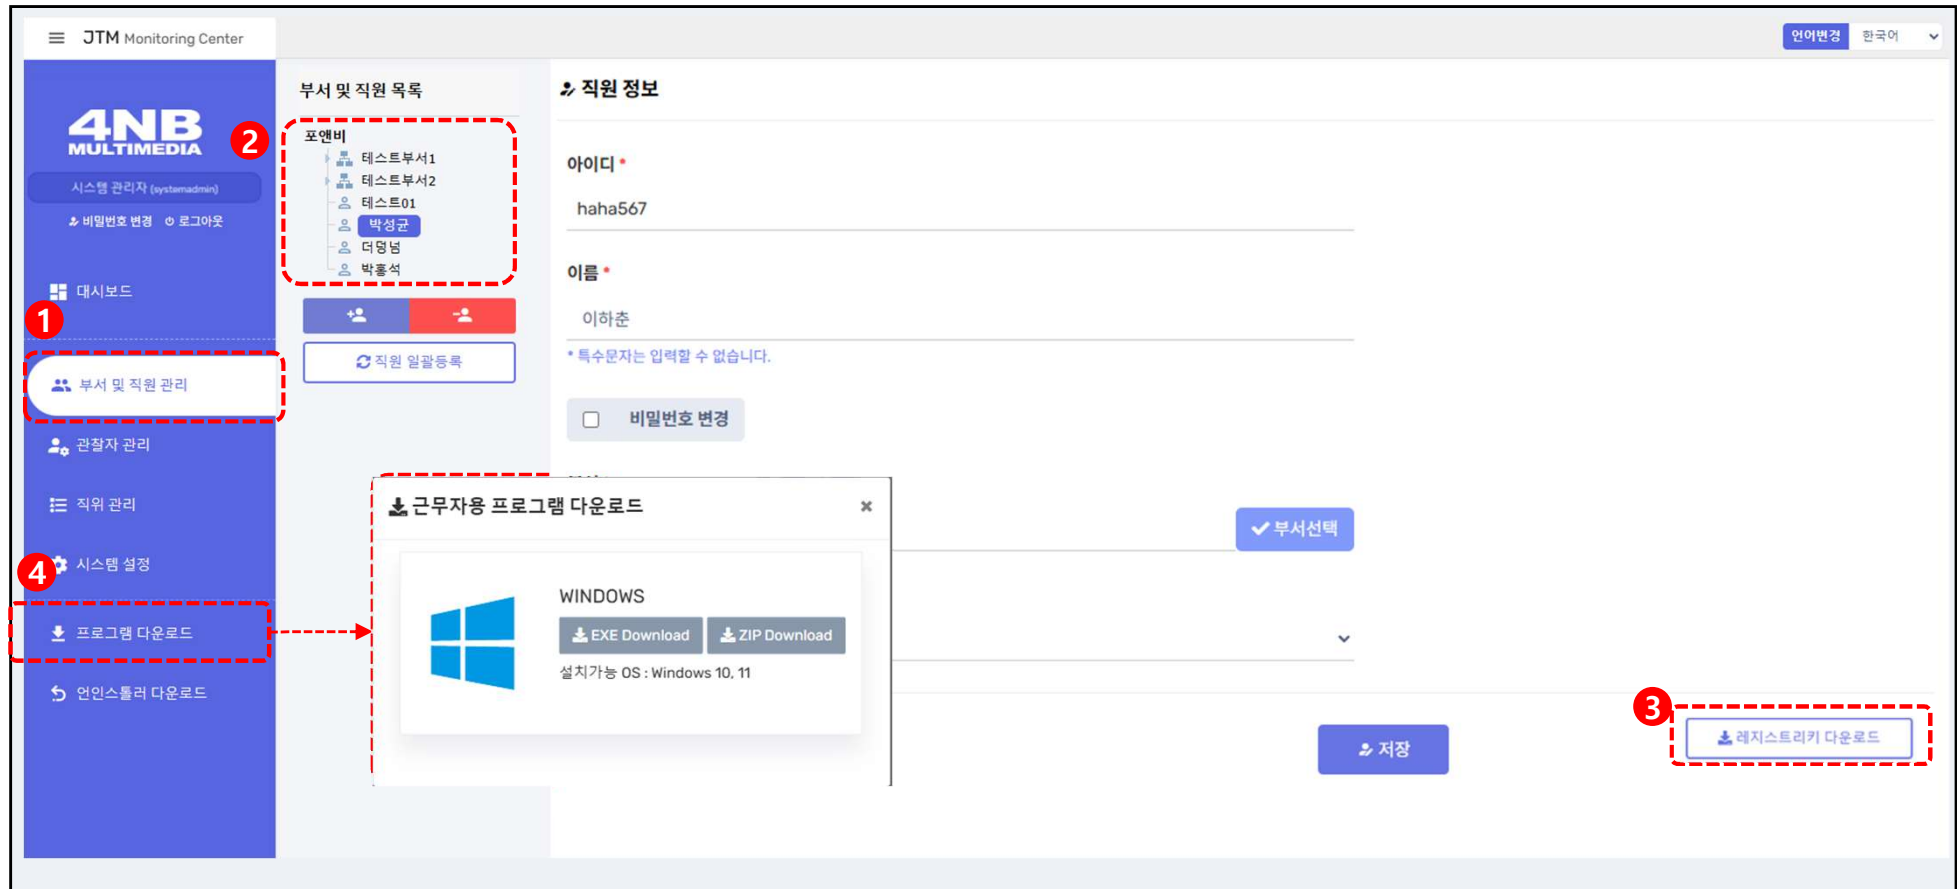 JTM Monitoring Center
언어변경 한국어
4NB
MULTIMEDIA
시스템 관리자 (systamadmin)
비밀번호 변경 로그아웃
대시보드
1
부서 및 직원 관리
관찰자 관리
직위 관리
4
시스템 설정
프로그램 다운로드
언인스톨러 다운로드
부서 및 직원 목록
2
포앤비
테스트부서1
테스트부서2
테스트01
박성균
더덩넘
박홍석
직원 일괄등록
직원 정보
아이디 *
haha567
이름 *
이하춘
* 특수문자는 입력할 수 없습니다.
비밀번호 변경
부서선택
근무자용 프로그램 다운로드
WINDOWS
EXE Download ZIP Download
설치가능 OS : Windows 10, 11
저장
3
레지스트리키 다운로드